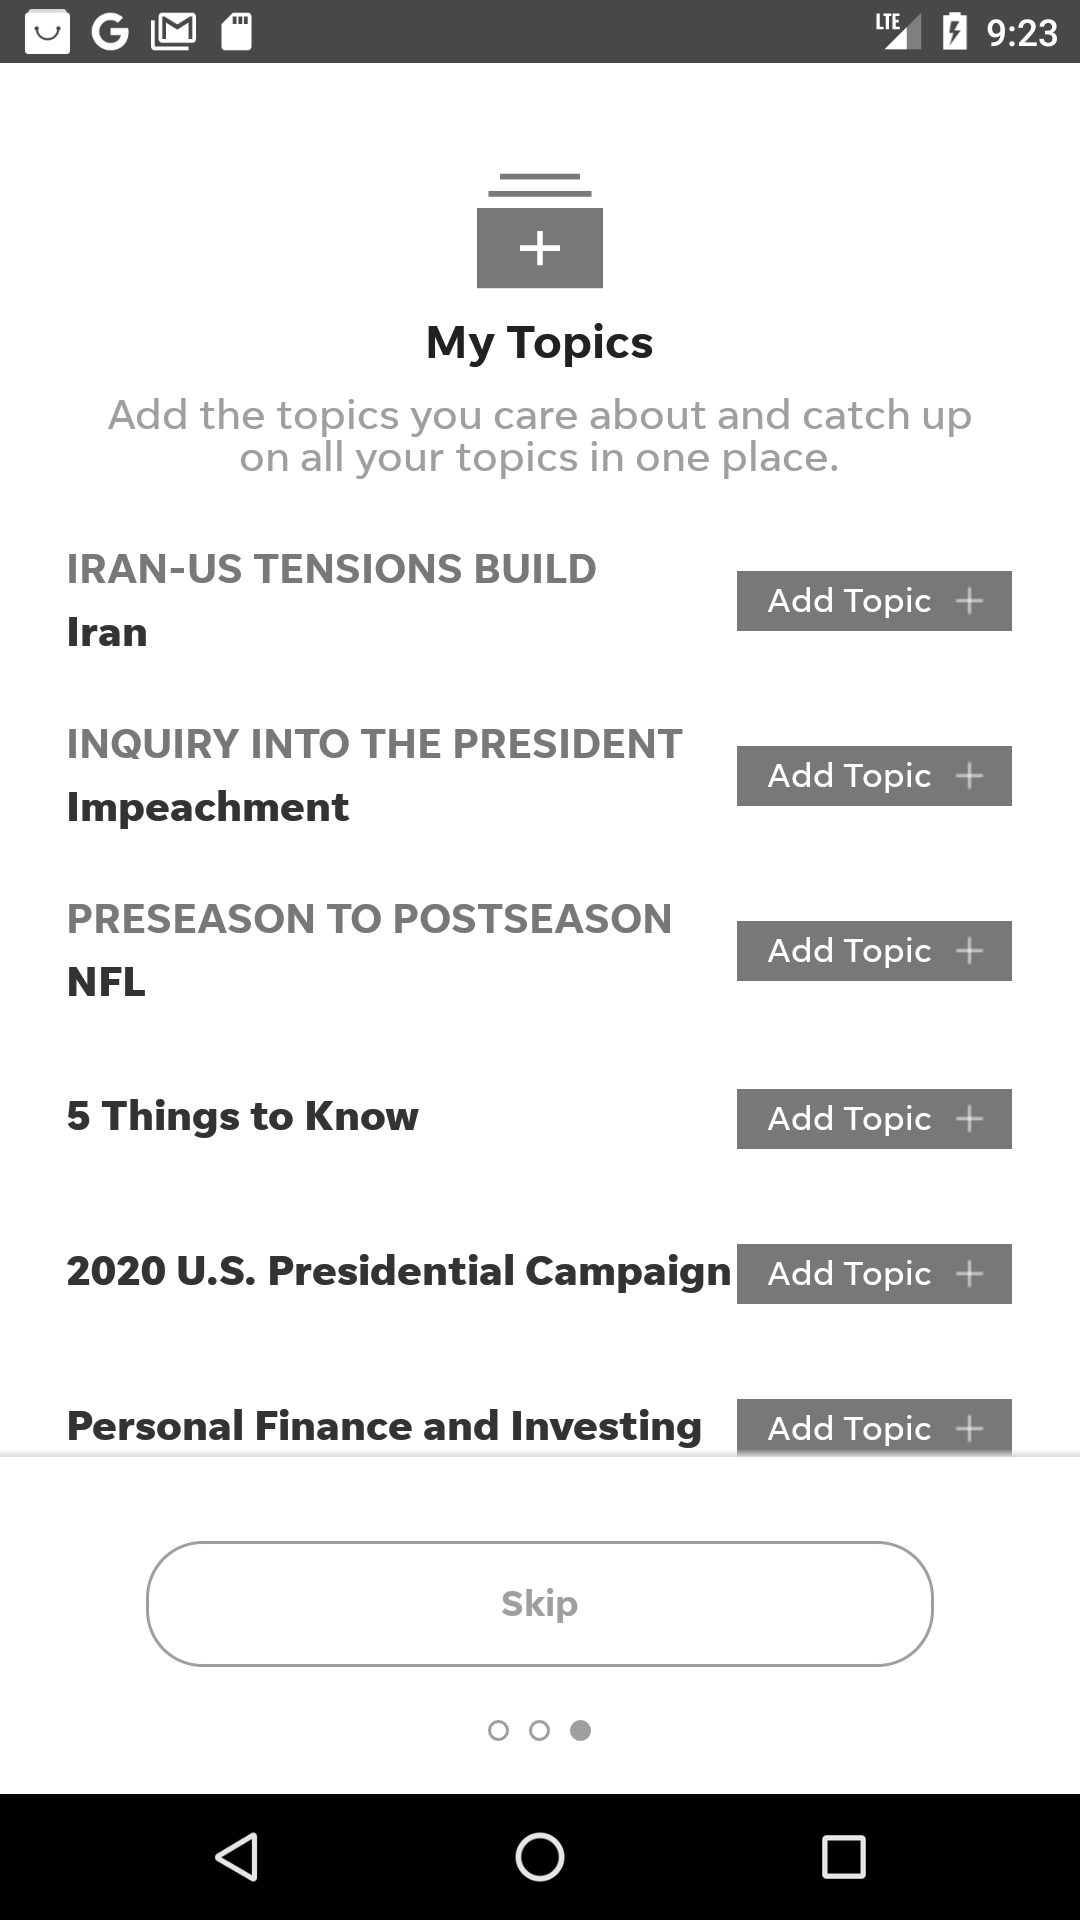 LTE 9:23
My Topics
Add the topics you care about and catch up
on all your topics in one place.
IRAN-US TENSIONS BUILD
Iran
Add Topic +
INQUIRY INTO THE PRESIDENT
Impeachment
Add Topic +
PRESEASON TO POSTSEASON
NFL
Add Topic +
5 Things to Know
Add Topic +
2020 U.S. Presidential Campaign
Add Topic +
Personal Finance and Investing
Add Topic +
Skip